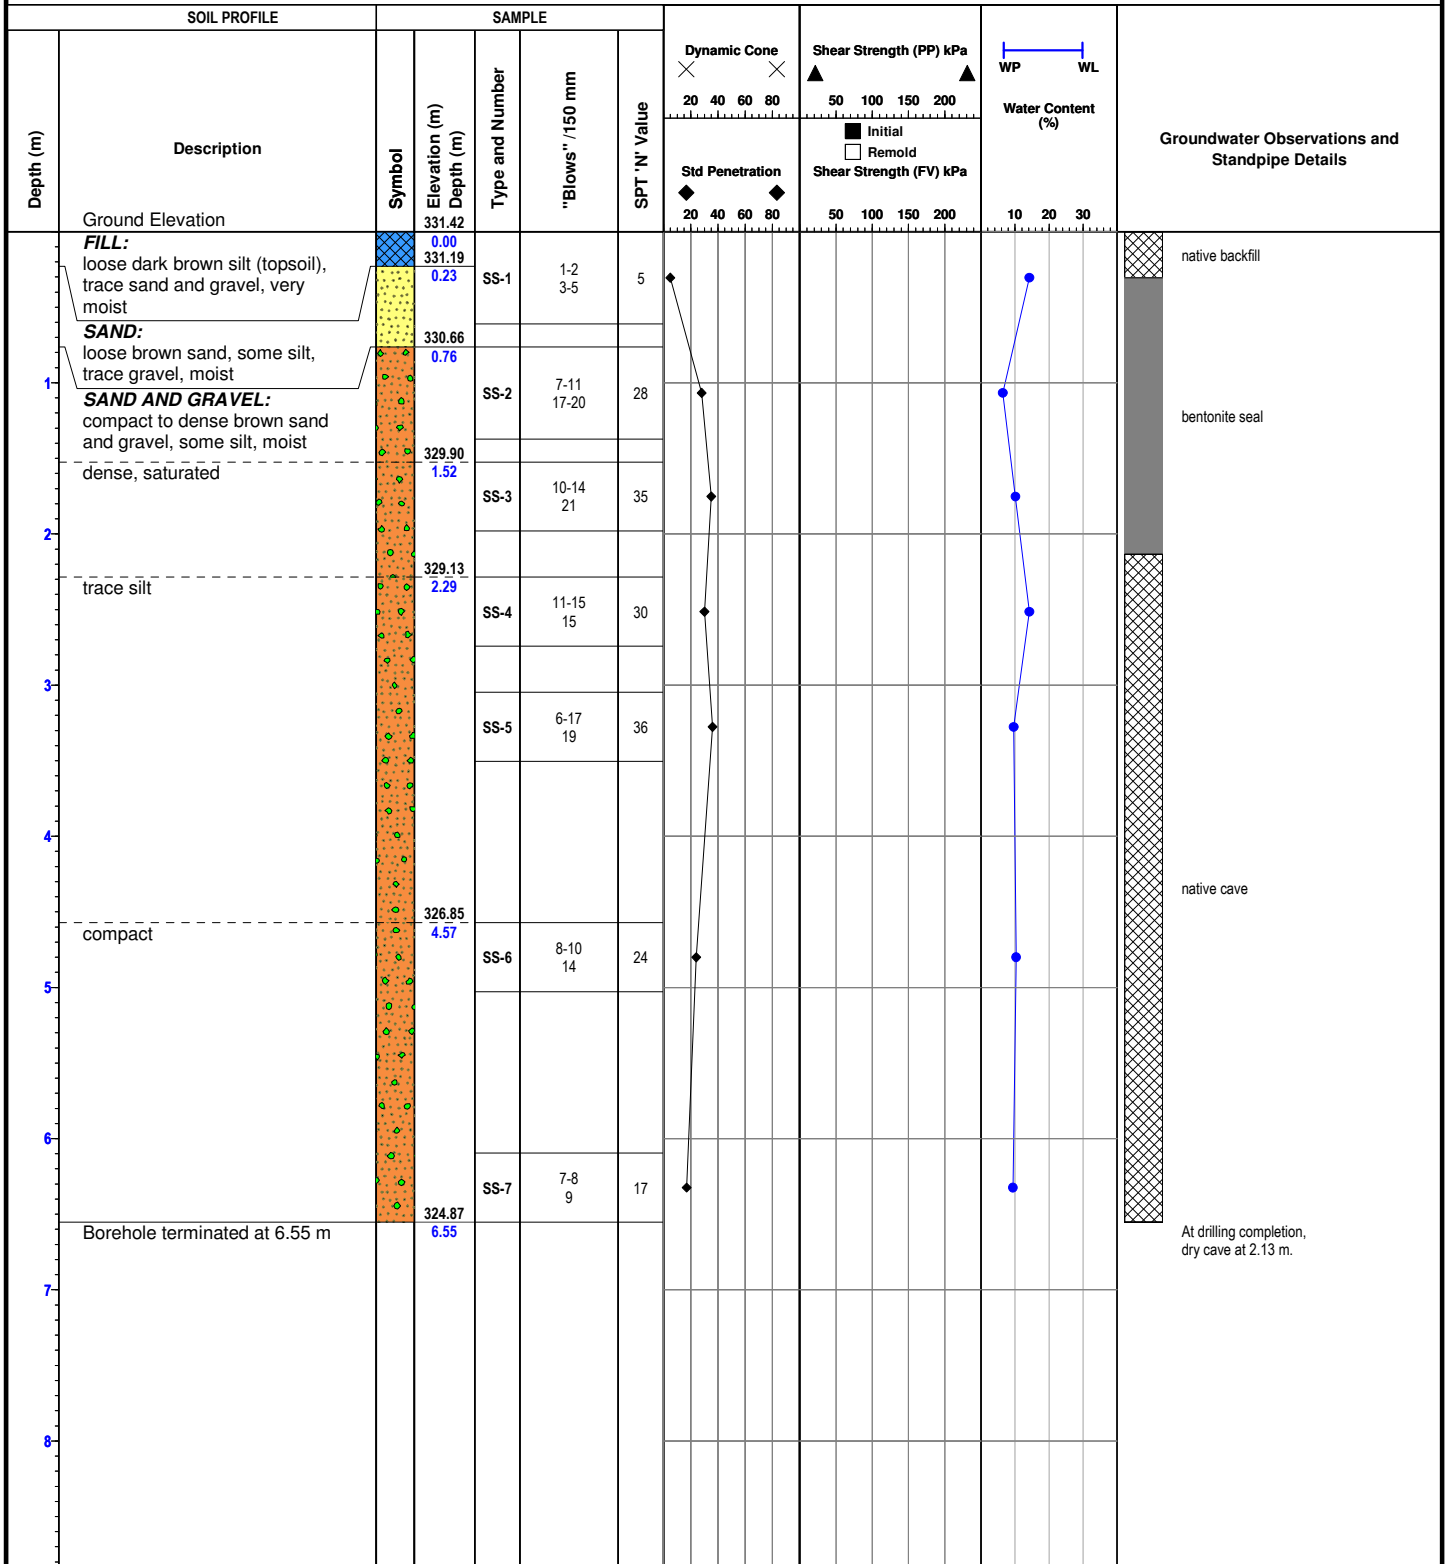 SOIL PROFILE
SAMPLE
Depth (m)
Description
Symbol
Elevation (m)
Depth (m)
Type and Number
"Blows" /150 mm
SPT 'N' Value
Dynamic Cone
20 40 60 80
Std Penetration
20 40 60 80
Shear Strength (PP) kPa
50 100 150 200
Initial
Remold
Shear Strength (FV) kPa
50 100 150 200
WP WL
Water Content
(%)
10 20 30
Groundwater Observations and
Standpipe Details
Ground Elevation
331.42
FILL:
0.00
loose dark brown silt (topsoil),
trace sand and gravel, very
moist
331.19
0.23
SS-1
1-2
3-5
5
native backfill
SAND:
loose brown sand, some silt,
trace gravel, moist
330.66
0.76
1
SAND AND GRAVEL:
compact to dense brown sand
and gravel, some silt, moist
SS-2
7-11
17-20
28
bentonite seal
329.90
dense, saturated
1.52
SS-3
10-14
21
35
2
329.13
trace silt
2.29
SS-4
11-15
15
30
3
SS-5
6-17
19
36
4
native cave
326.85
compact
4.57
SS-6
8-10
14
24
5
6
SS-7
7-8
9
17
324.87
Borehole terminated at 6.55 m
6.55
At drilling completion,
dry cave at 2.13 m.
7
8